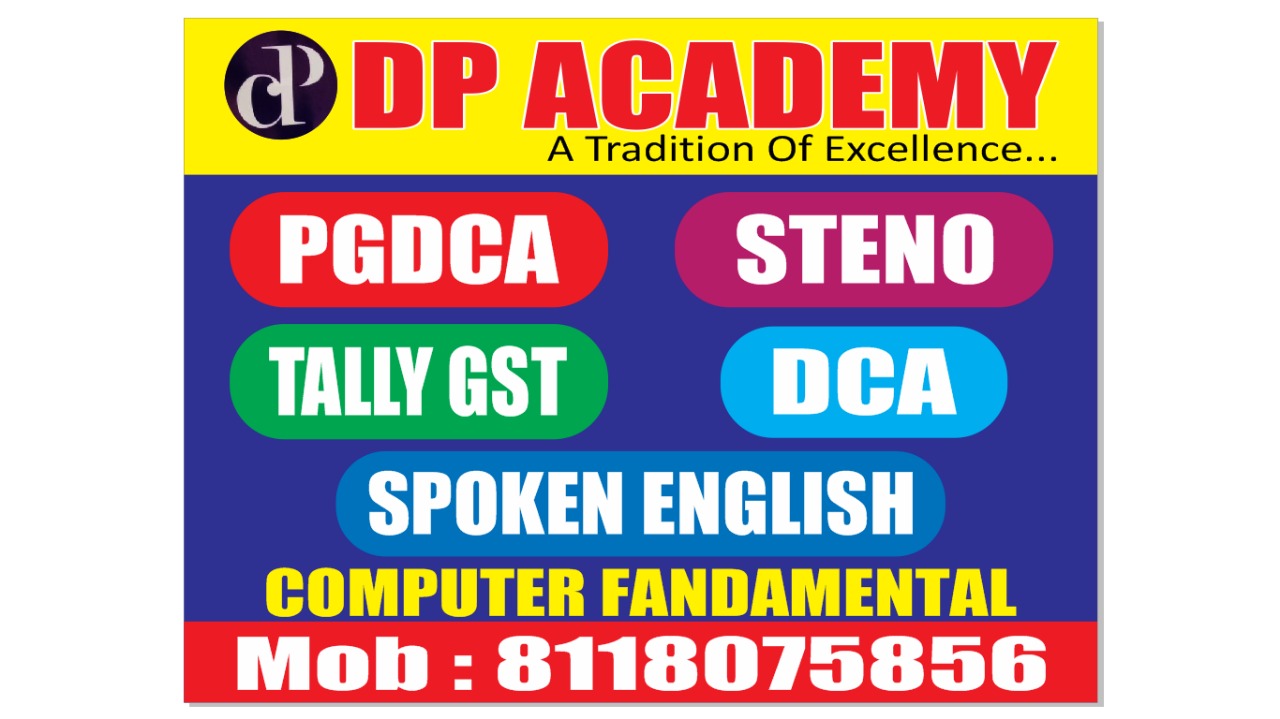 dP DP ACADEMY
A Tradition Of Excellence...
PGDCA STENO
TALLY GST DCA
SPOKEN ENGLISH
COMPUTER FANDAMENTAL
Mob : 8118075856